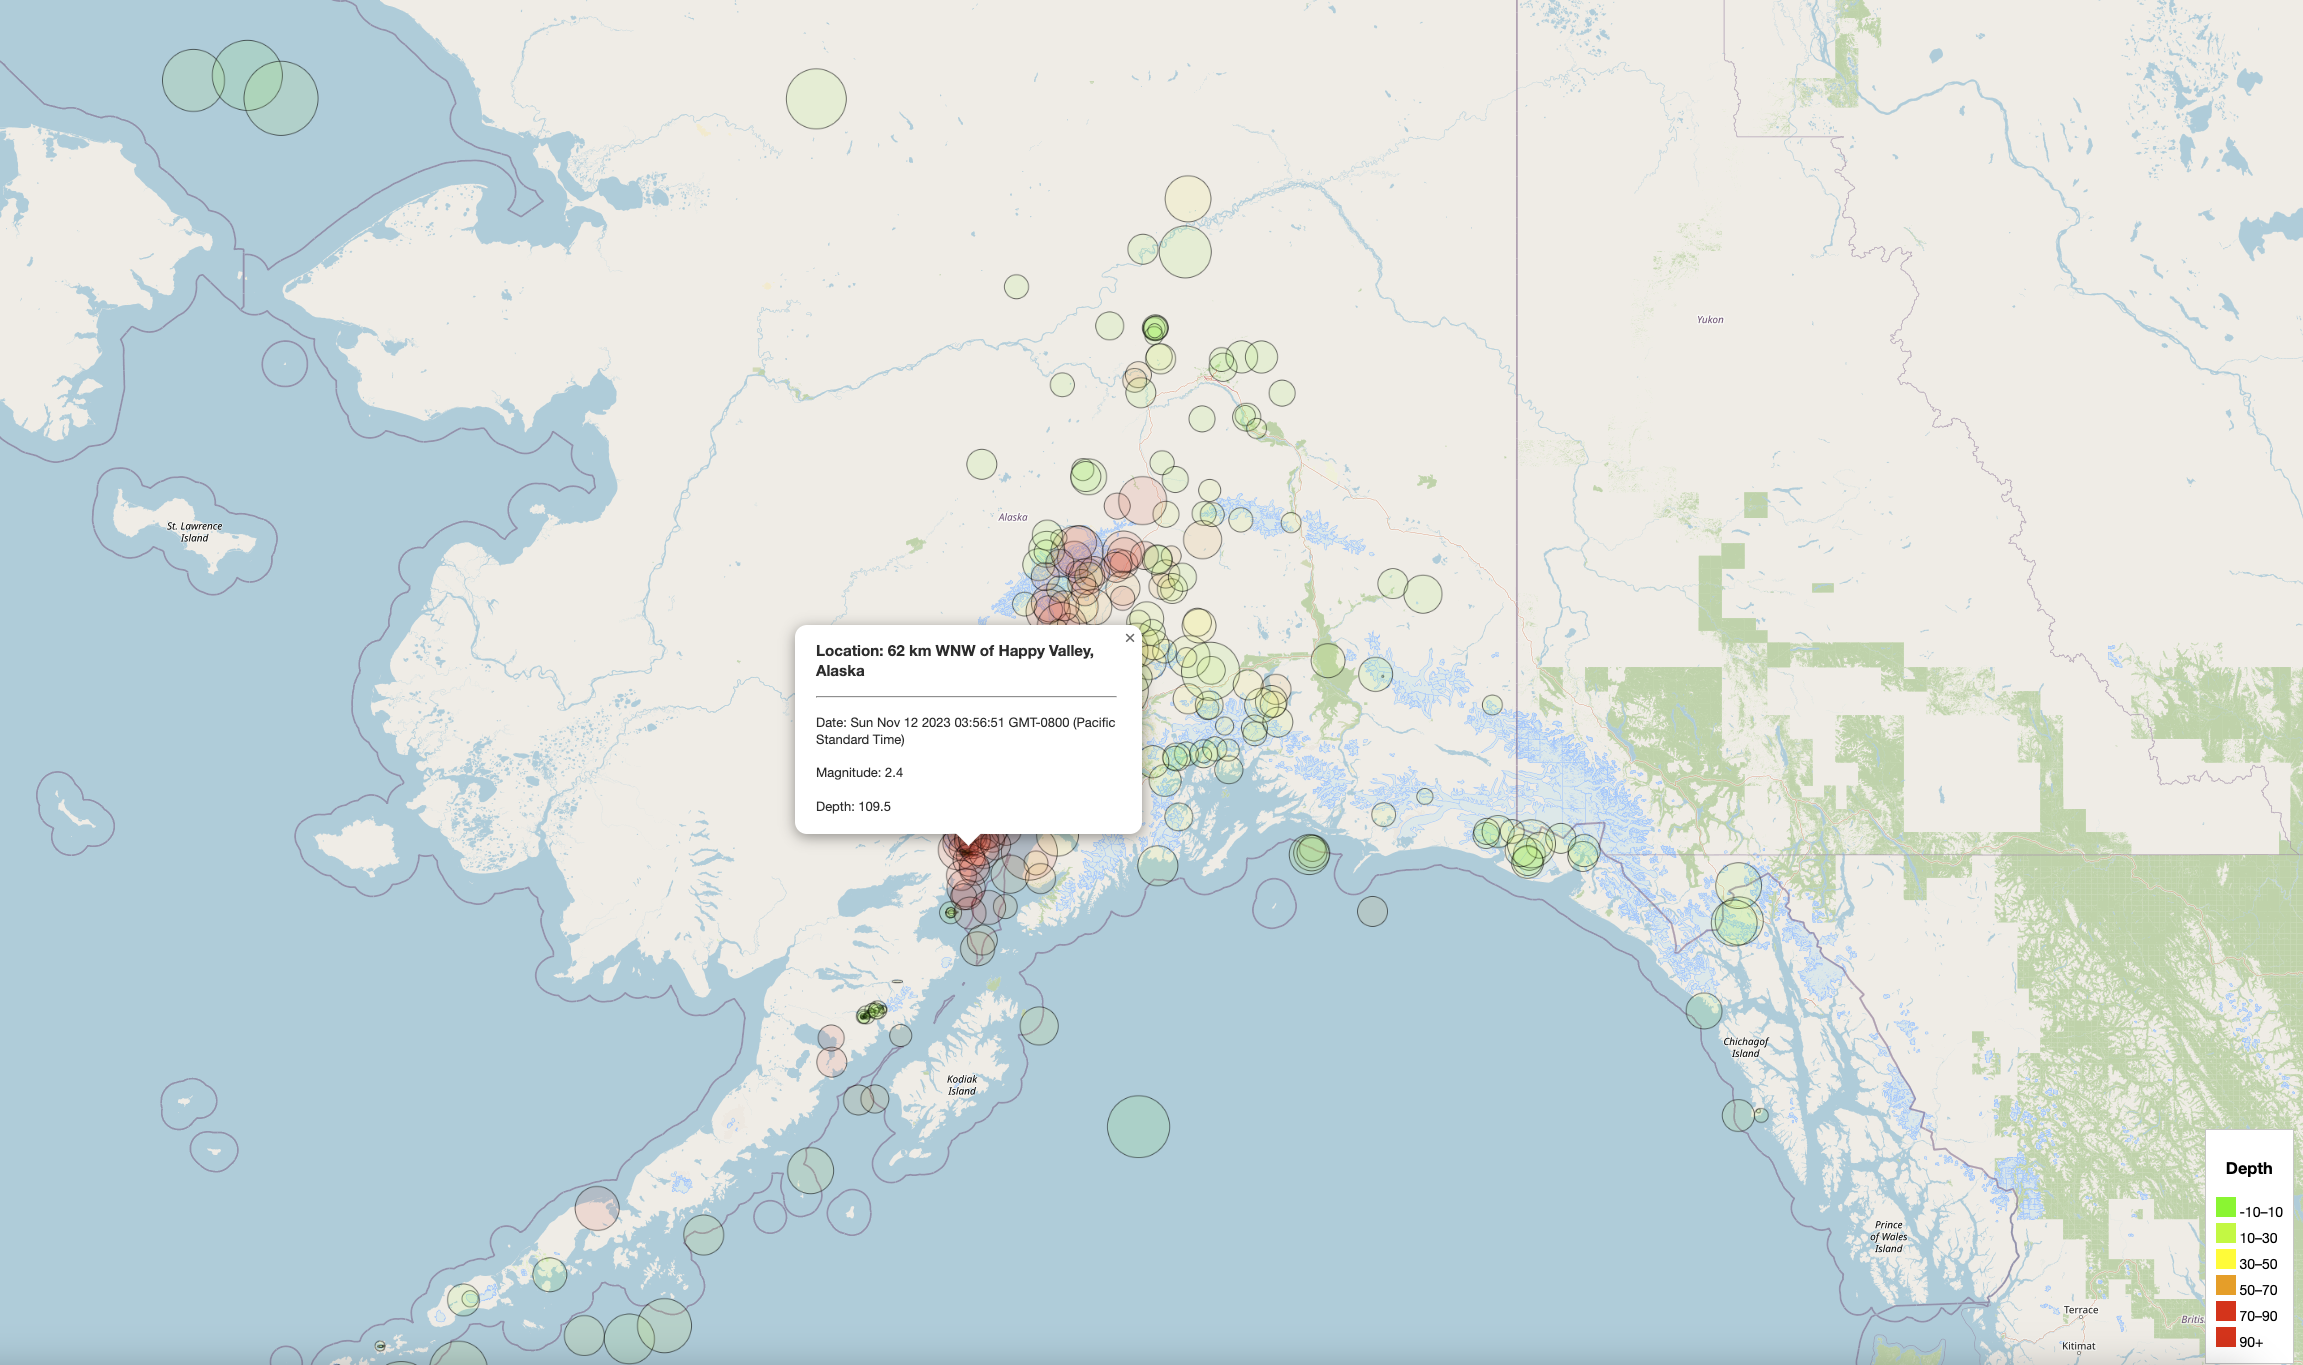 Yukon
St. Lawrence
Island
Alaska
×
Location: 62 km WNW of Happy Valley,
Alaska
Date: Sun Nov 12 2023 03:56:51 GMT-0800 (Pacific
Standard Time)
Magnitude: 2.4
Depth: 109.5
Chichagof
Island
Kodiak
Island
Prince
of Wales
Island
Terrace
Kitimat
Britis
Depth
-10–10
10–30
30–50
50–70
70–90
90+